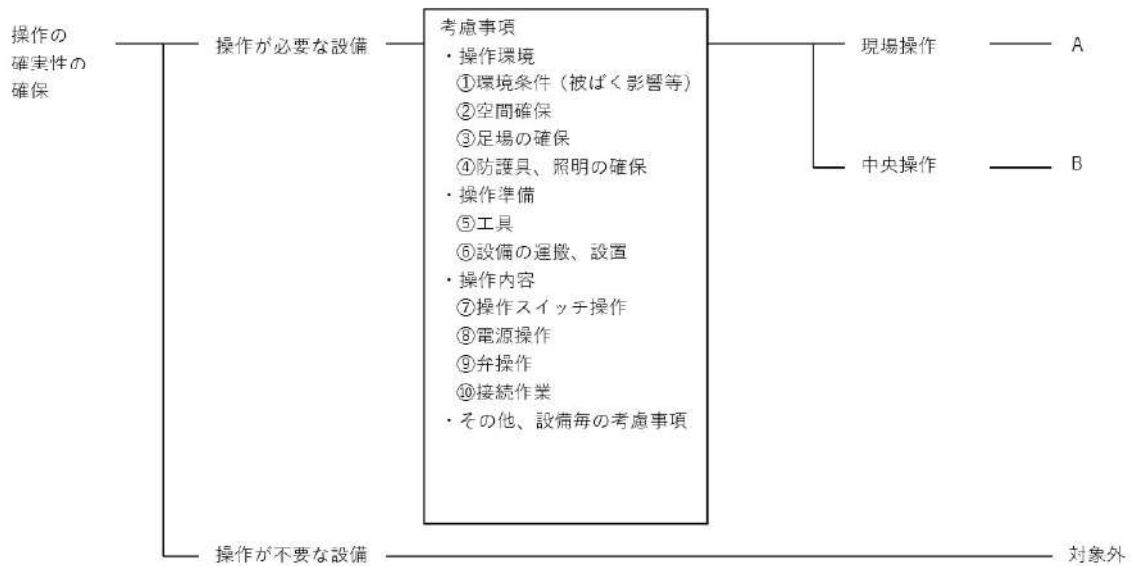 操作の
確実性の
確保
操作が必要な設備
考慮事項
・操作環境
①環境条件（被ばく影響等）
②空間確保
③足場の確保
④防護具、照明の確保
・操作準備
⑤工具
⑥設備の運搬、設置
・操作内容
⑦操作スイッチ操作
⑧電源操作
⑨弁操作
⑩接続作業
・その他、設備毎の考慮事項
現場操作
A
中央操作
B
操作が不要な設備
対象外